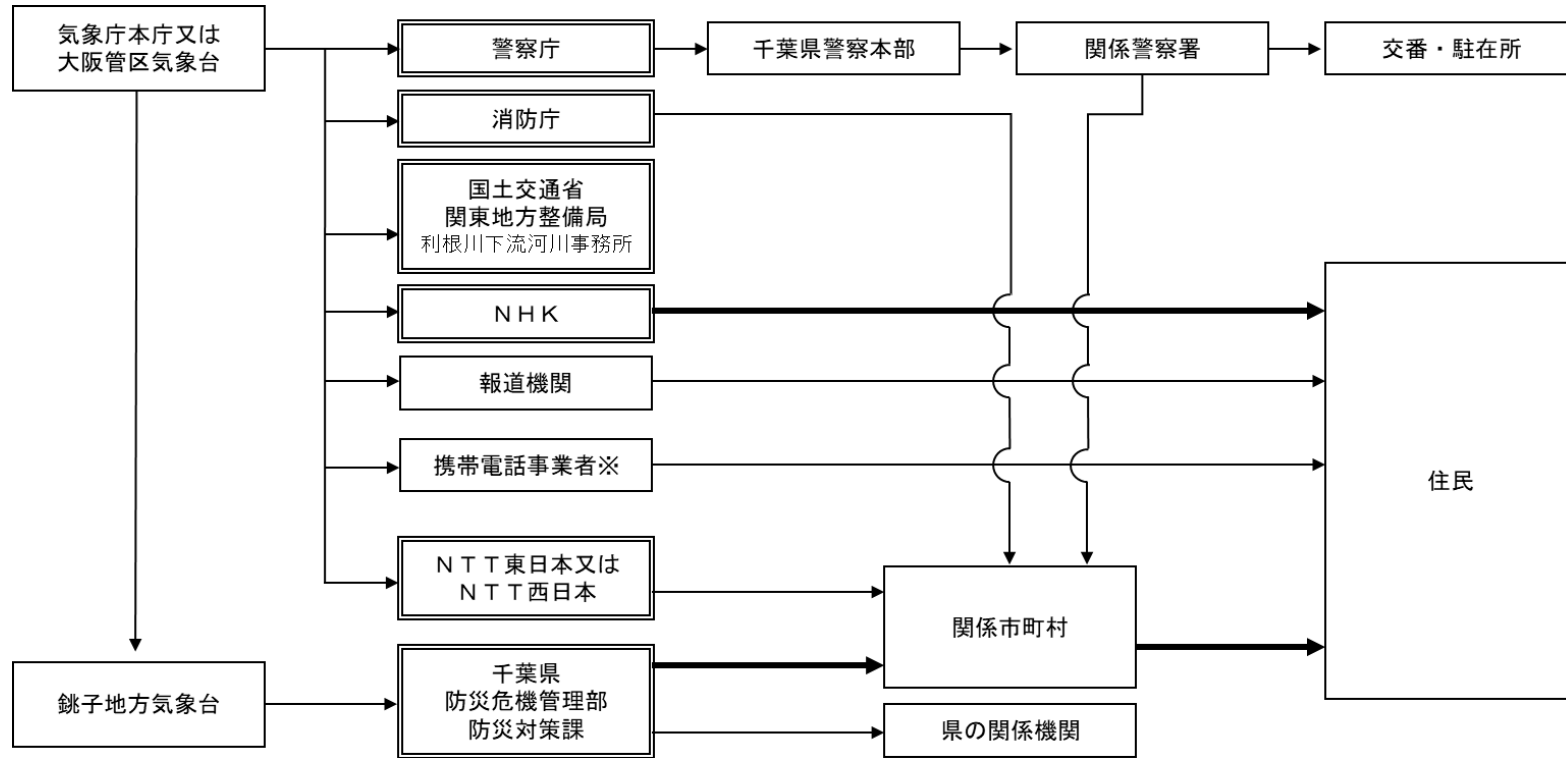 気象庁本庁又は
大阪管区気象台
警察庁
千葉県警察本部
関係警察署
交番・駐在所
消防庁
国土交通省
関東地方整備局
利根川下流河川事務所
ＮＨＫ
報道機関
携帯電話事業者※
住民
ＮＴＴ東日本又は
ＮＴＴ西日本
関係市町村
銚子地方気象台
千葉県
防災危機管理部
防災対策課
県の関係機関